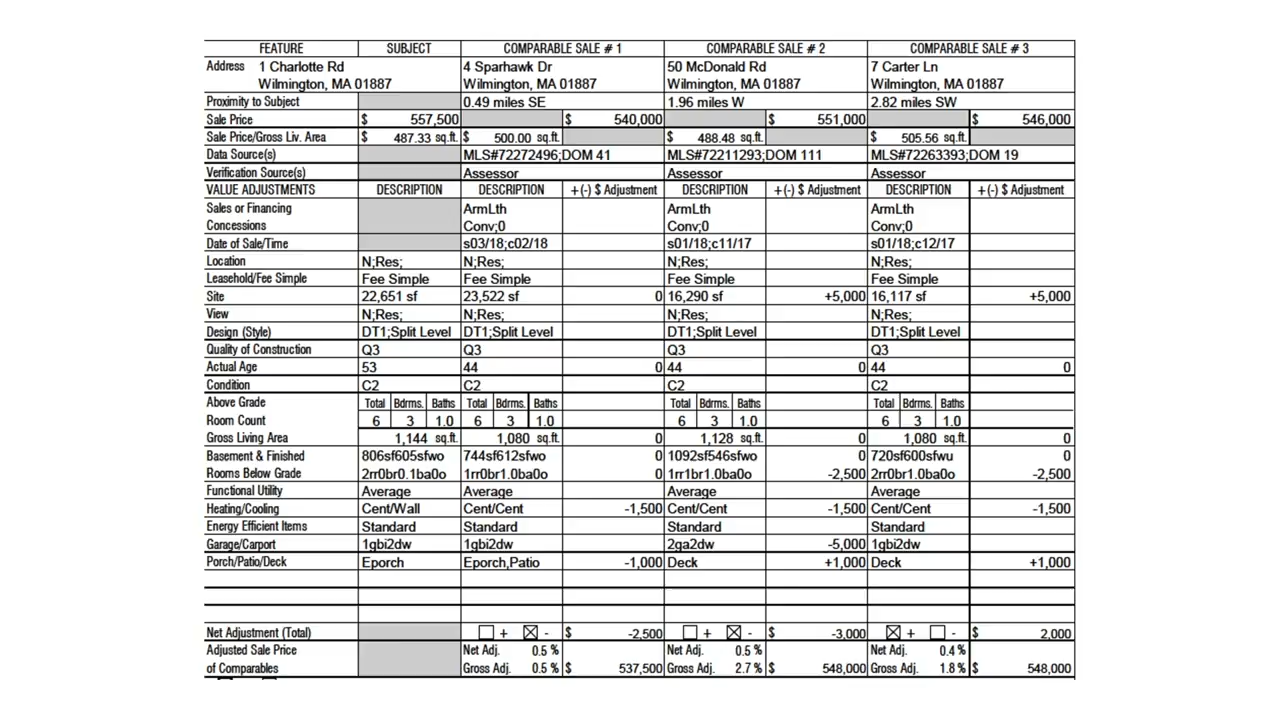 FEATURE SUBJECT COMPARABLE SALE # 1 COMPARABLE SALE # 2 COMPARABLE SALE # 3
Address 1 Charlotte Rd 4 Sparhawk Dr 50 McDonald Rd 7 Carter Ln
Wilmington, MA 01887 Wilmington, MA 01887 Wilmington, MA 01887 Wilmington, MA 01887
Proximity to Subject 0.49 miles SE 1.96 miles W 2.82 miles SW
Sale Price $ 557,500 $ 540,000 $ 551,000 $ 546,000
Sale Price/Gross Liv. Area $ 487.33 sq.ft. $ 500.00 sq.ft. $ 488.48 sq.ft. $ 505.56 sq.ft.
Data Source(s) MLS#72272496;DOM 41 MLS#72211293;DOM 111 MLS#72263393;DOM 19
Verification Source(s) Assessor Assessor Assessor
VALUE ADJUSTMENTS DESCRIPTION DESCRIPTION +(-) $ Adjustment DESCRIPTION +(-) $ Adjustment DESCRIPTION +(-) $ Adjustment
Sales or Financing ArmLth ArmLth ArmLth
Concessions Conv;0 Conv;0 Conv;0
Date of Sale/Time s03/18;c02/18 s01/18;c11/17 s01/18;c12/17
Location N;Res; N;Res; N;Res; N;Res;
Leasehold/Fee Simple Fee Simple Fee Simple Fee Simple Fee Simple
Site 22,651 sf 23,522 sf 0 16,290 sf +5,000 16,117 sf +5,000
View N;Res; N;Res; N;Res; N;Res;
Design (Style) DT1;Split Level DT1;Split Level DT1;Split Level DT1;Split Level
Quality of Construction Q3 Q3 Q3 Q3
Actual Age 53 44 0 44 0 44 0
Condition C2 C2 C2 C2
Above Grade Total Bdrms. Baths Total Bdrms. Baths Total Bdrms. Baths Total Bdrms. Baths
Room Count 6 3 1.0 6 3 1.0 6 3 1.0 6 3 1.0
Gross Living Area 1,144 sq.ft. 1,080 sq.ft. 0 1,128 sq.ft. 0 1,080 sq.ft. 0
Basement & Finished 806sf605sfwo 744sf612sfwo 0 1092sf546sfwo 0 720sf600sfwu 0
Rooms Below Grade 2rr0br0.1ba0o 1rr0br1.0ba0o 0 1rr1br1.0ba0o -2,500 2rr0br1.0ba0o -2,500
Functional Utility Average Average Average Average
Heating/Cooling Cent/Wall Cent/Cent -1,500 Cent/Cent -1,500 Cent/Cent -1,500
Energy Efficient Items Standard Standard Standard Standard
Garage/Carport 1gbi2dw 1gbi2dw 2ga2dw -5,000 1gbi2dw
Porch/Patio/Deck Eporch Eporch,Patio -1,000 Deck +1,000 Deck +1,000
Net Adjustment (Total) + - $ -2,500 + - $ -3,000 + - $ 2,000
Adjusted Sale Price Net Adj. 0.5 % Net Adj. 0.5 % Net Adj. 0.4 %
of Comparables Gross Adj. 0.5 % $ 537,500 Gross Adj. 2.7 % $ 548,000 Gross Adj. 1.8 % $ 548,000